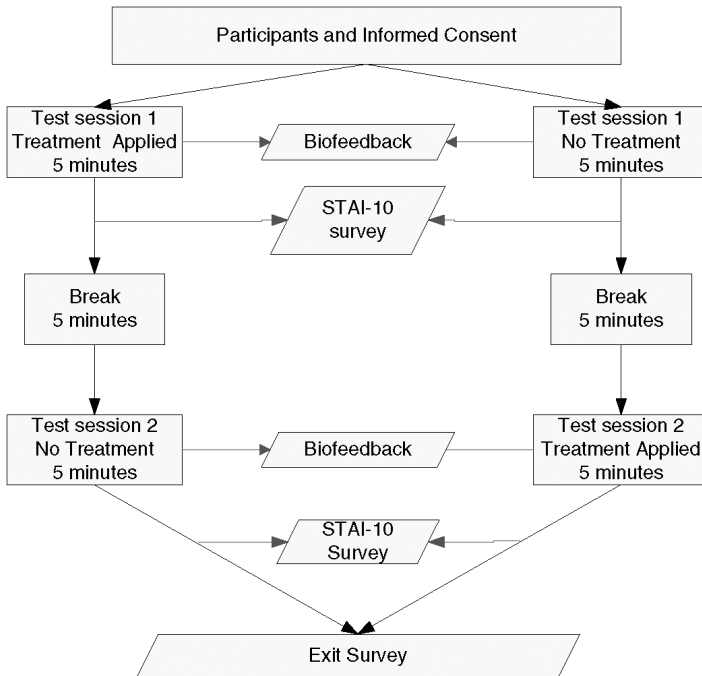 Participants and Informed Consent
Test session 1
Treatment Applied
5 minutes
Biofeedback
Test session 1
No Treatment
5 minutes
STAI-10
survey
Break
5 minutes
Break
5 minutes
Test session 2
No Treatment
5 minutes
Biofeedback
Test session 2
Treatment Applied
5 minutes
STAI-10
Survey
Exit Survey